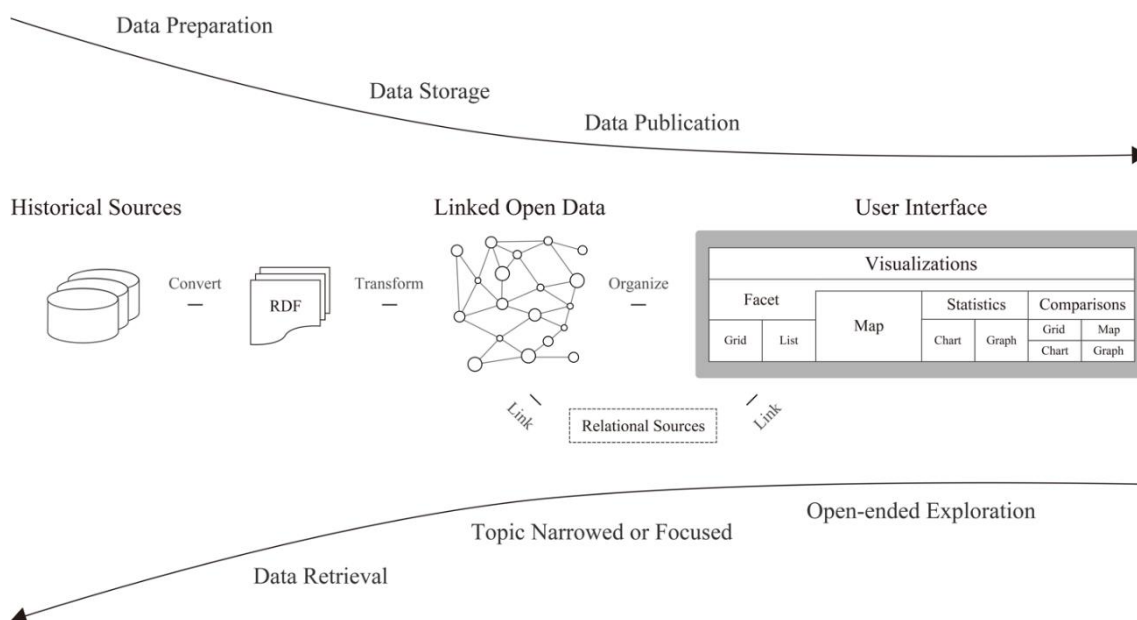 Data Preparation
Data Storage
Data Publication
Historical Sources
Linked Open Data
User Interface
Convert
RDF
Transform
Organize
Visualizations
Facet
Grid
List
Map
Statistics
Chart
Graph
Comparisons
Grid
Map
Chart
Graph
Link
Relational Sources
Link
Open-ended Exploration
Topic Narrowed or Focused
Data Retrieval